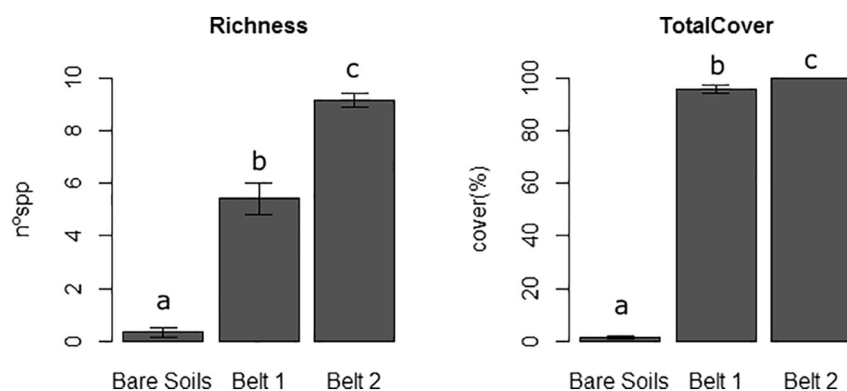 Richness
nºspp
10
8
6
4
2
0
a
b
c
Bare Soils Belt 1 Belt 2
TotalCover
cover(%)
100
80
60
40
20
0
a
b
c
Bare Soils Belt 1 Belt 2